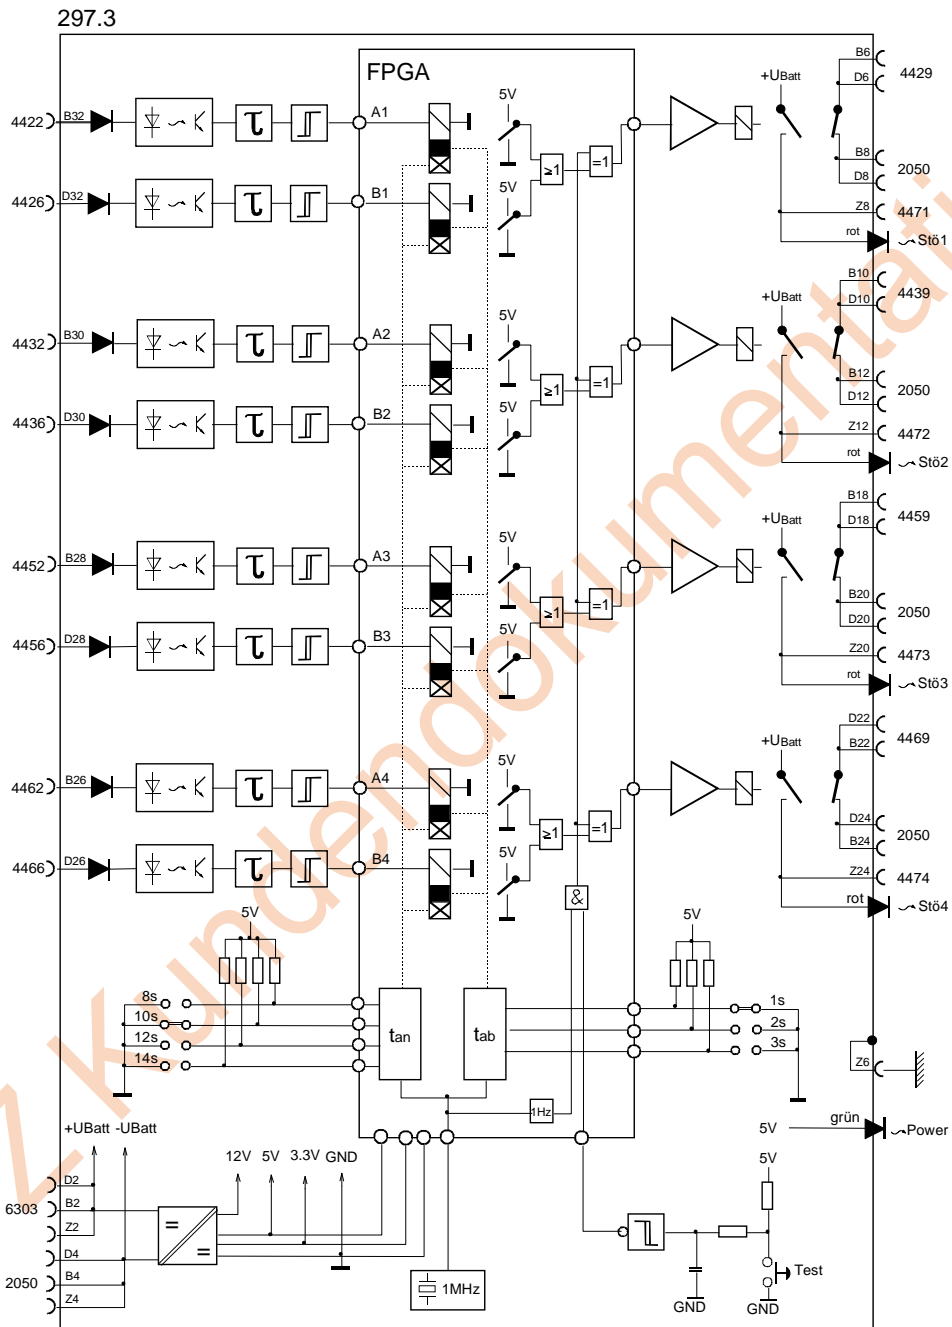 297.3
FPGA
4422 B32 A1 5V +UBatt B6 4429
D6
≥1 =1
B8 2050
D8
4426 D32 B1 5V Z8 4471
rot Stö1
4432 B30 A2 5V +UBatt B10 4439
D10
≥1 =1
B12 2050
D12
4436 D30 B2 5V Z12 4472
rot Stö2
4452 B28 A3 5V +UBatt B18 4459
D18
≥1 =1
B20 2050
D20
4456 D28 B3 5V Z20 4473
rot Stö3
4462 B26 A4 5V +UBatt D22 4469
B22
≥1 =1
D24 2050
B24
4466 D26 B4 5V Z24 4474
& rot Stö4
5V 5V
8s 1s
10s tan tab 2s
12s 3s
14s
Z6
1Hz
grün
5V Power
+UBatt -UBatt
12V 5V 3.3V GND 5V
D2
6303 B2
Z2
= =
D4
2050 B4
Z4
1MHz
Test
GND GND
Z Kundendokumentati